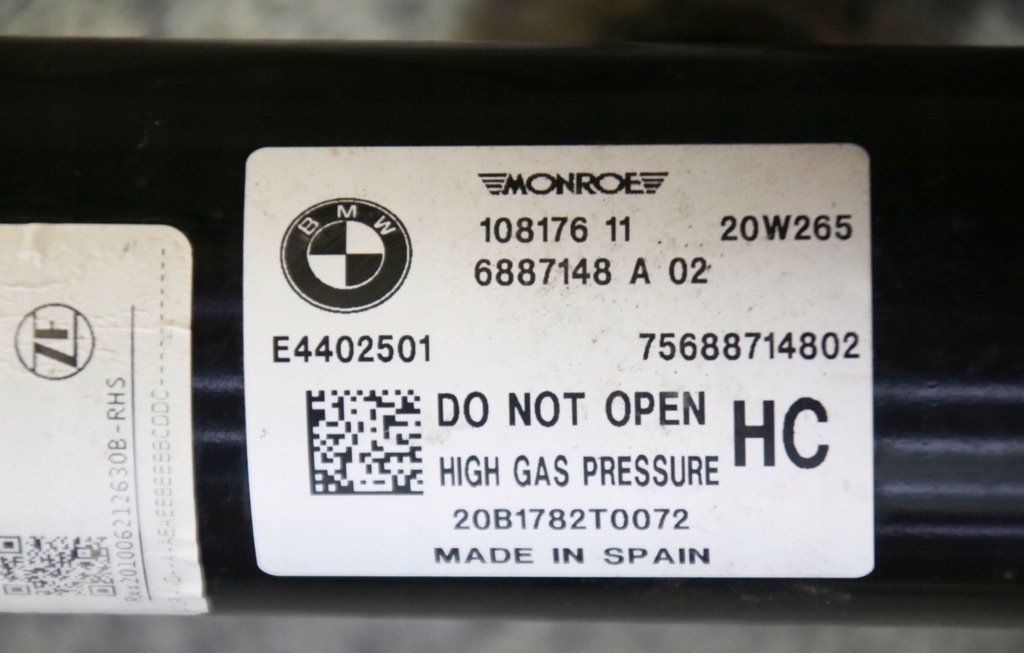 MONROE
BMW
108176 11 20W265
6887148 A 02
E4402501 75688714802
DO NOT OPEN
HC
HIGH GAS PRESSURE
20B1782T0072
MADE IN SPAIN
ZF
Rxx201006212630B-RHS